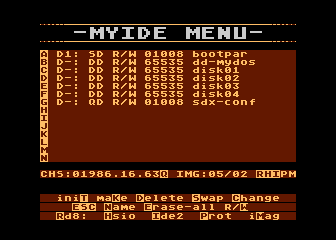 -MYIDE MENU-
A D1: SD R/W 01008 bootpar
B D-: DD R/W 65535 dd-mydos
C D-: DD R/W 65535 disk01
D D-: DD R/W 65535 disk02
E D-: DD R/W 65535 disk03
F D-: DD R/W 65535 disk04
G D-: QD R/W 01008 sdx-conf
H
I
J
K
L
M
N
CHS:01986.16.63Q IMG:05/02 RHIPM
iniT maKe Delete Swap Change
ESC Name Erase-all R/W
Rd8: Hsio Ide2 Prot iMag